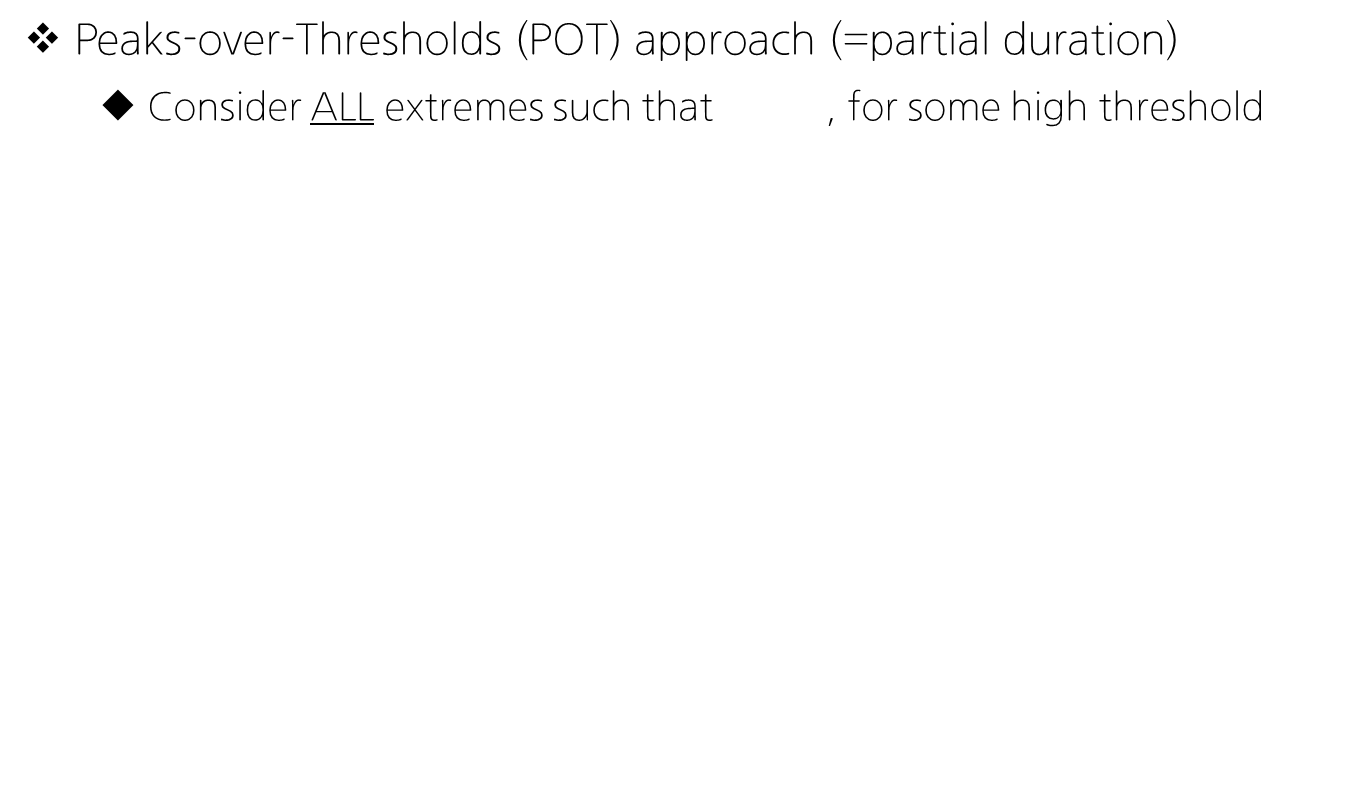 ❖ Peaks-over-Thresholds (POT) approach (=partial duration)
◆ Consider ALL extremes such that , for some high threshold